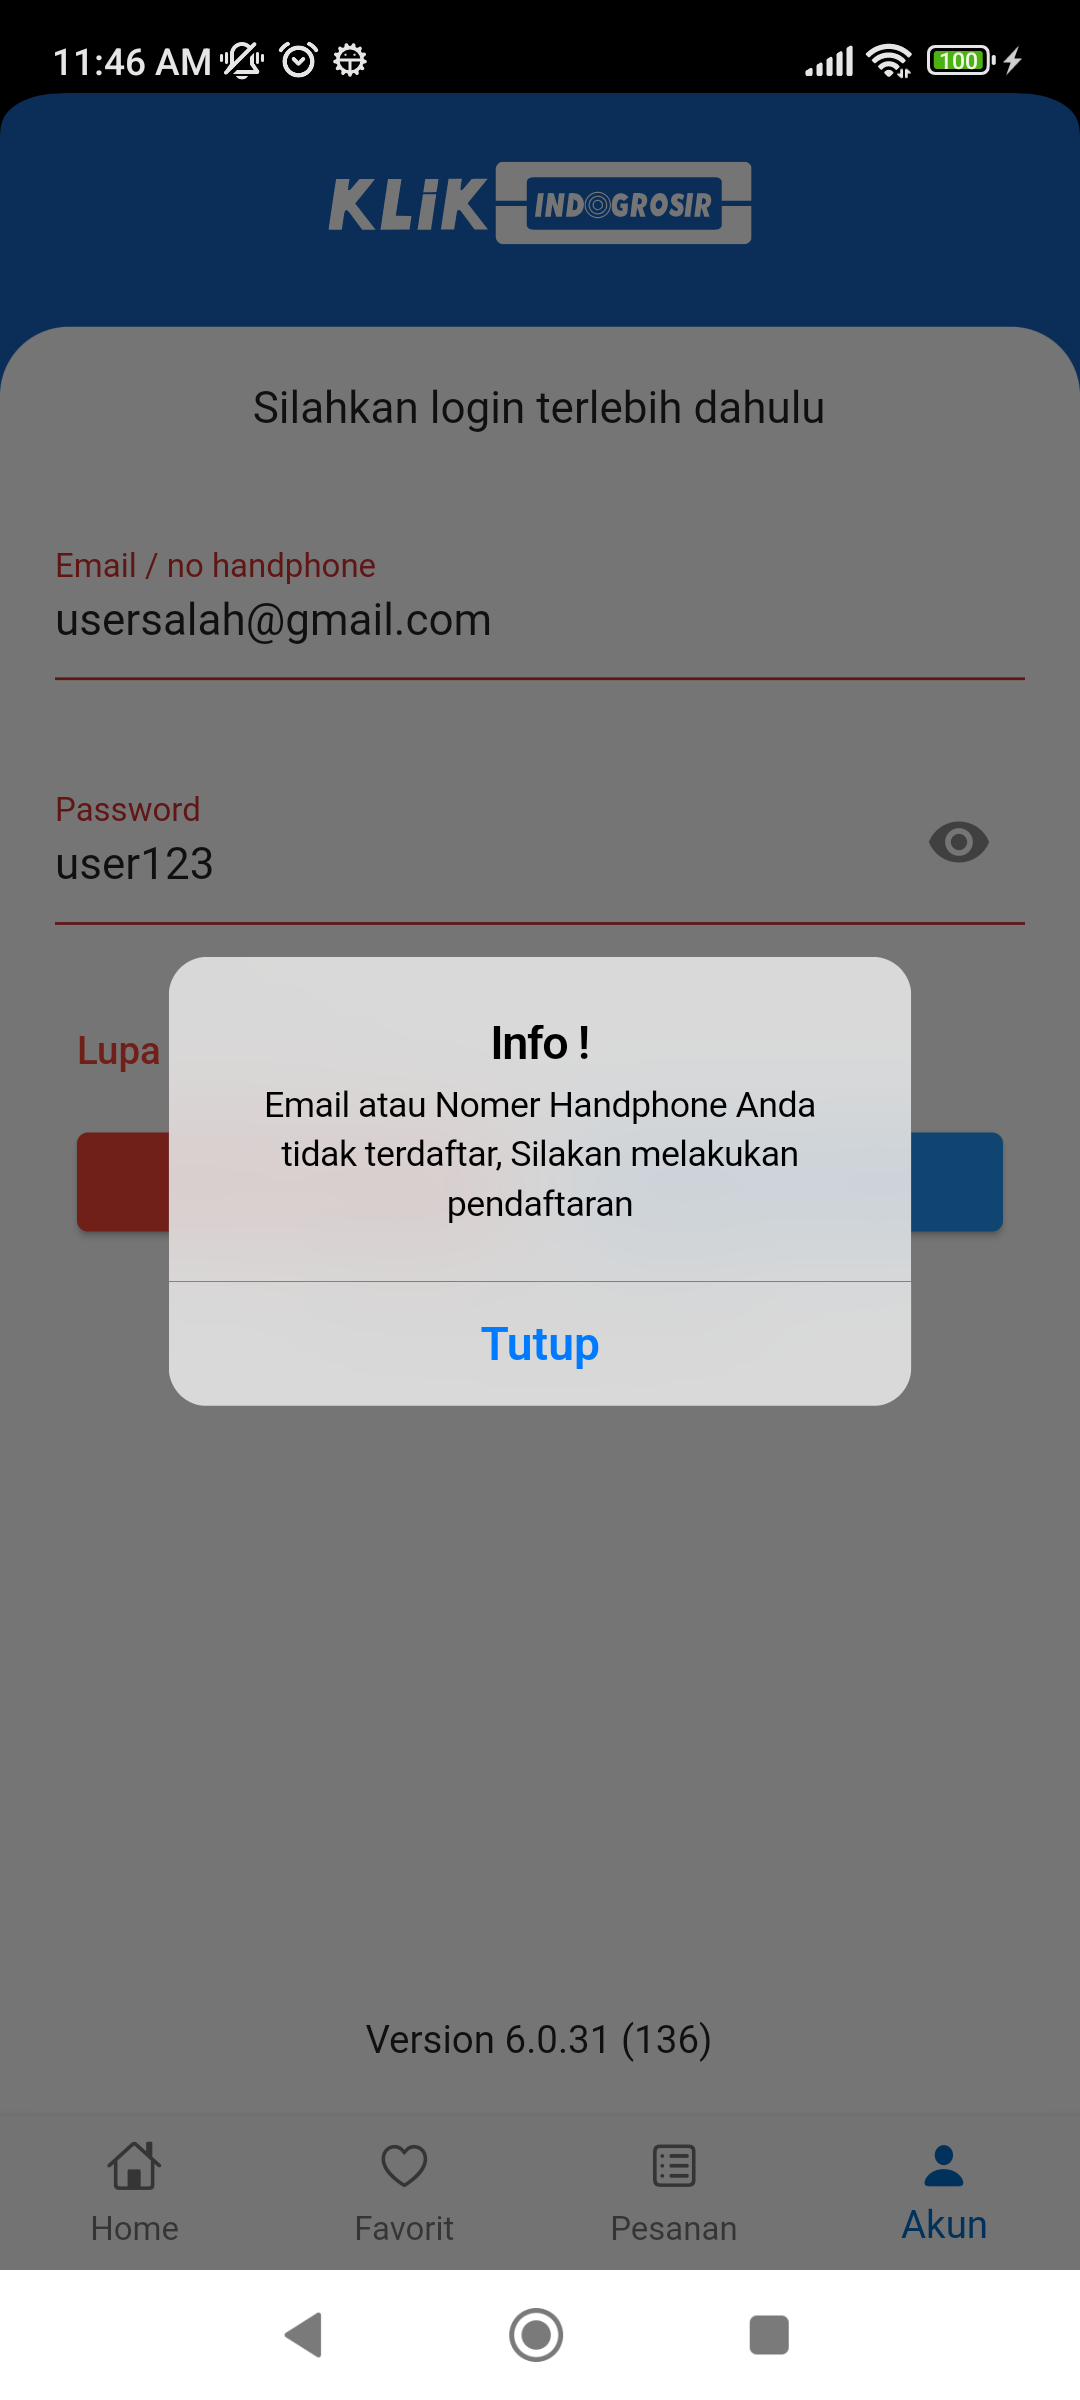 11:46 AM
100
KLiK INDOGROSIR
Silahkan login terlebih dahulu
Email / no handphone
usersalah@gmail.com
Password
user123
Lupa
Info !
Email atau Nomer Handphone Anda
tidak terdaftar, Silakan melakukan
pendaftaran
Tutup
Version 6.0.31 (136)
Home
Favorit
Pesanan
Akun